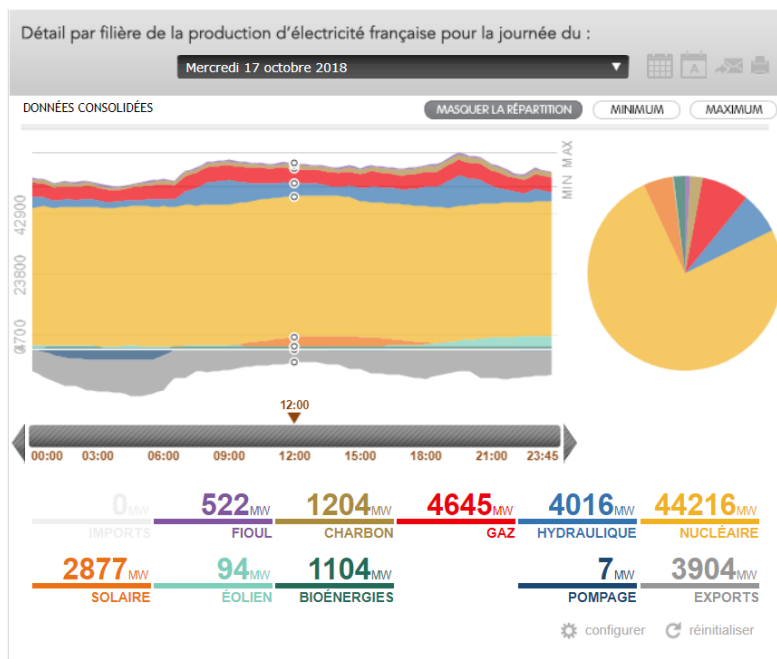 Détail par filière de la production d'électricité française pour la journée du :
Mercredi 17 octobre 2018
DONNÉES CONSOLIDÉES
MASQUER LA RÉPARTITION
MINIMUM
MAXIMUM
MIN MAX
42900
23800
4700
12:00
00:00 03:00 06:00 09:00 12:00 15:00 18:00 21:00 23:45
0MW 522MW 1204MW 4645MW 4016MW 44216MW
IMPORTS FIOUL CHARBON GAZ HYDRAULIQUE NUCLÉAIRE
2877MW 94MW 1104MW 7MW 3904MW
SOLAIRE ÉOLIEN BIOÉNERGIES POMPAGE EXPORTS
configurer réinitialiser